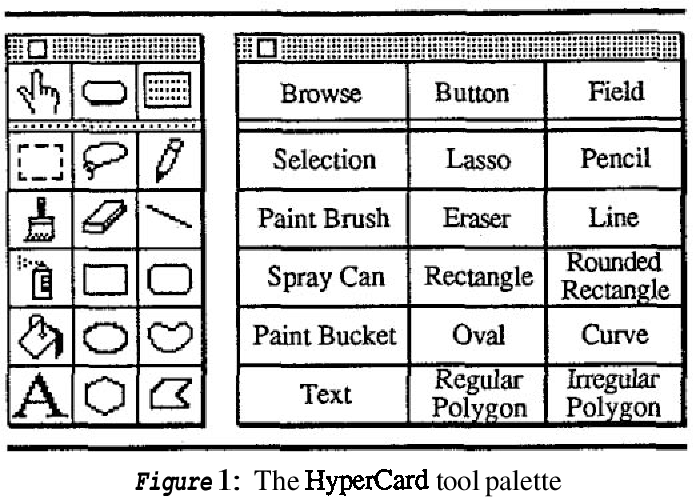 Browse Button Field
Selection Lasso Pencil
Paint Brush Eraser Line
Spray Can Rectangle Rounded Rectangle
Paint Bucket Oval Curve
Text Regular Polygon Irregular Polygon
A
Figure 1: The HyperCard tool palette